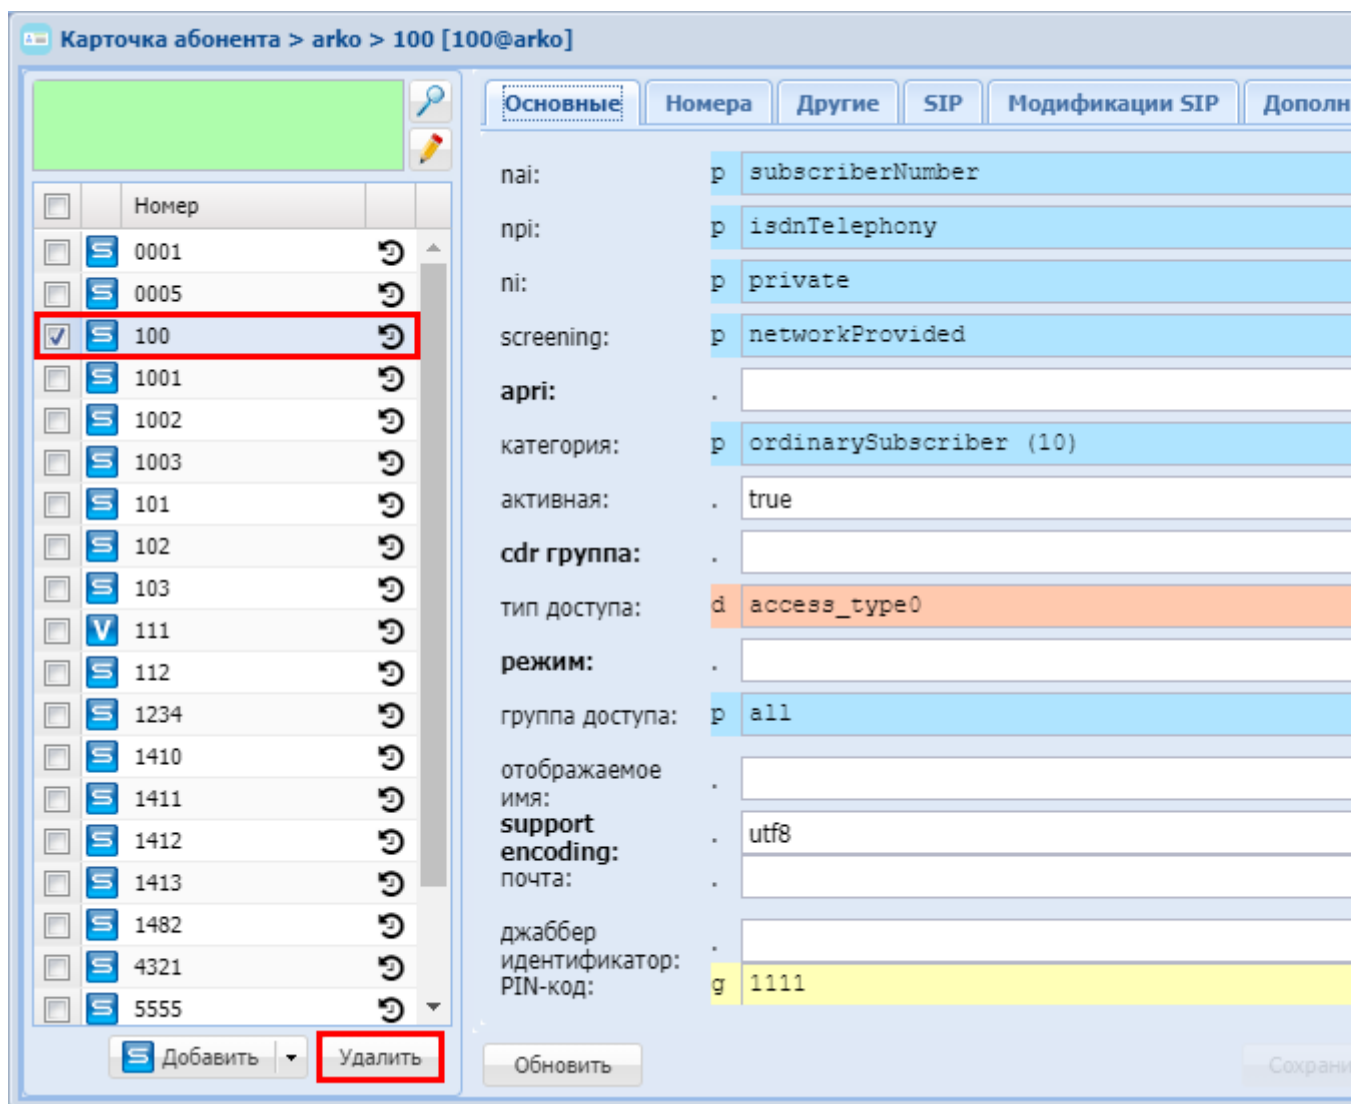 Карточка абонента > arko > 100 [100@arko]
Основные Номера Другие SIP Модификации SIP Дополн
Номер
0001
0005
100
1001
1002
1003
101
102
103
V 111
112
1234
1410
1411
1412
1413
1482
4321
5555
Добавить Удалить
nai: p subscriberNumber
npi: p isdnTelephony
ni: p private
screening: p networkProvided
apri: .
категория: p ordinarySubscriber (10)
активная: . true
cdr группа: .
тип доступа: d access_type0
режим: .
группа доступа: p all
отображаемое
имя: .
support
encoding: . utf8
почта: .
джаббер
идентификатор: .
PIN-код: g 1111
Обновить Сохрани